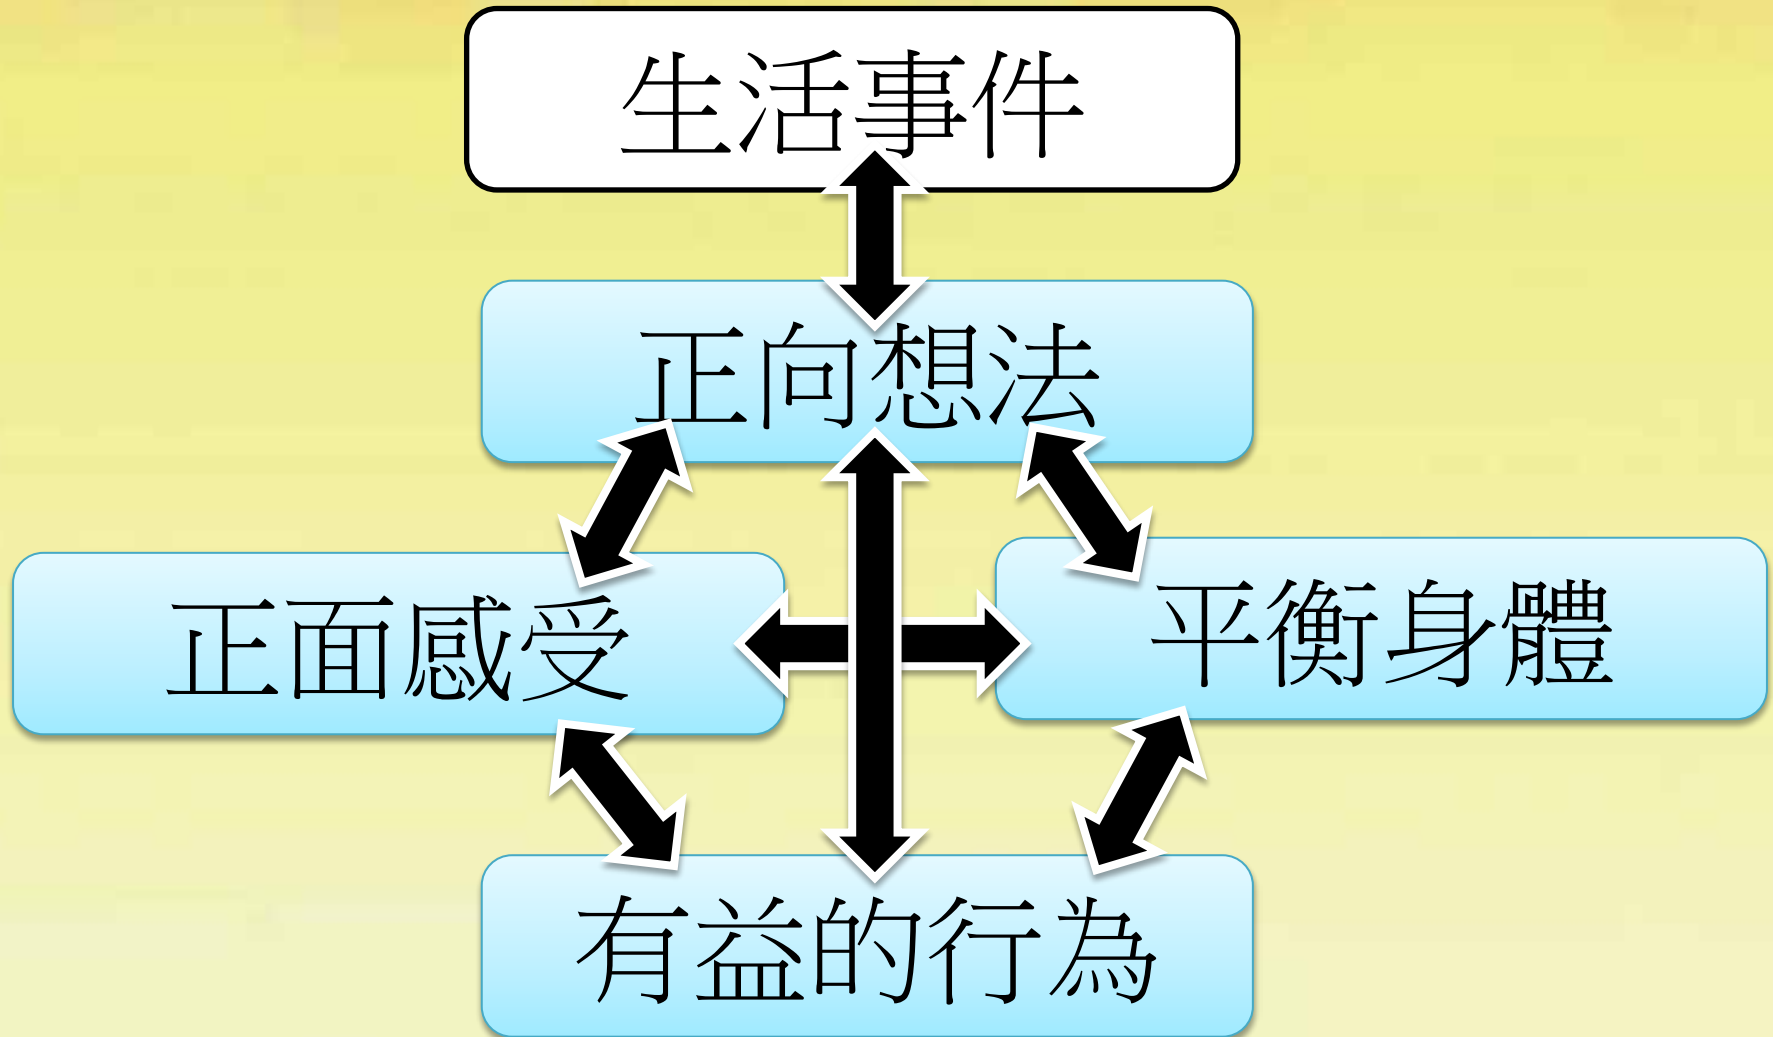 生活事件
正向想法
正面感受
平衡身體
有益的行為